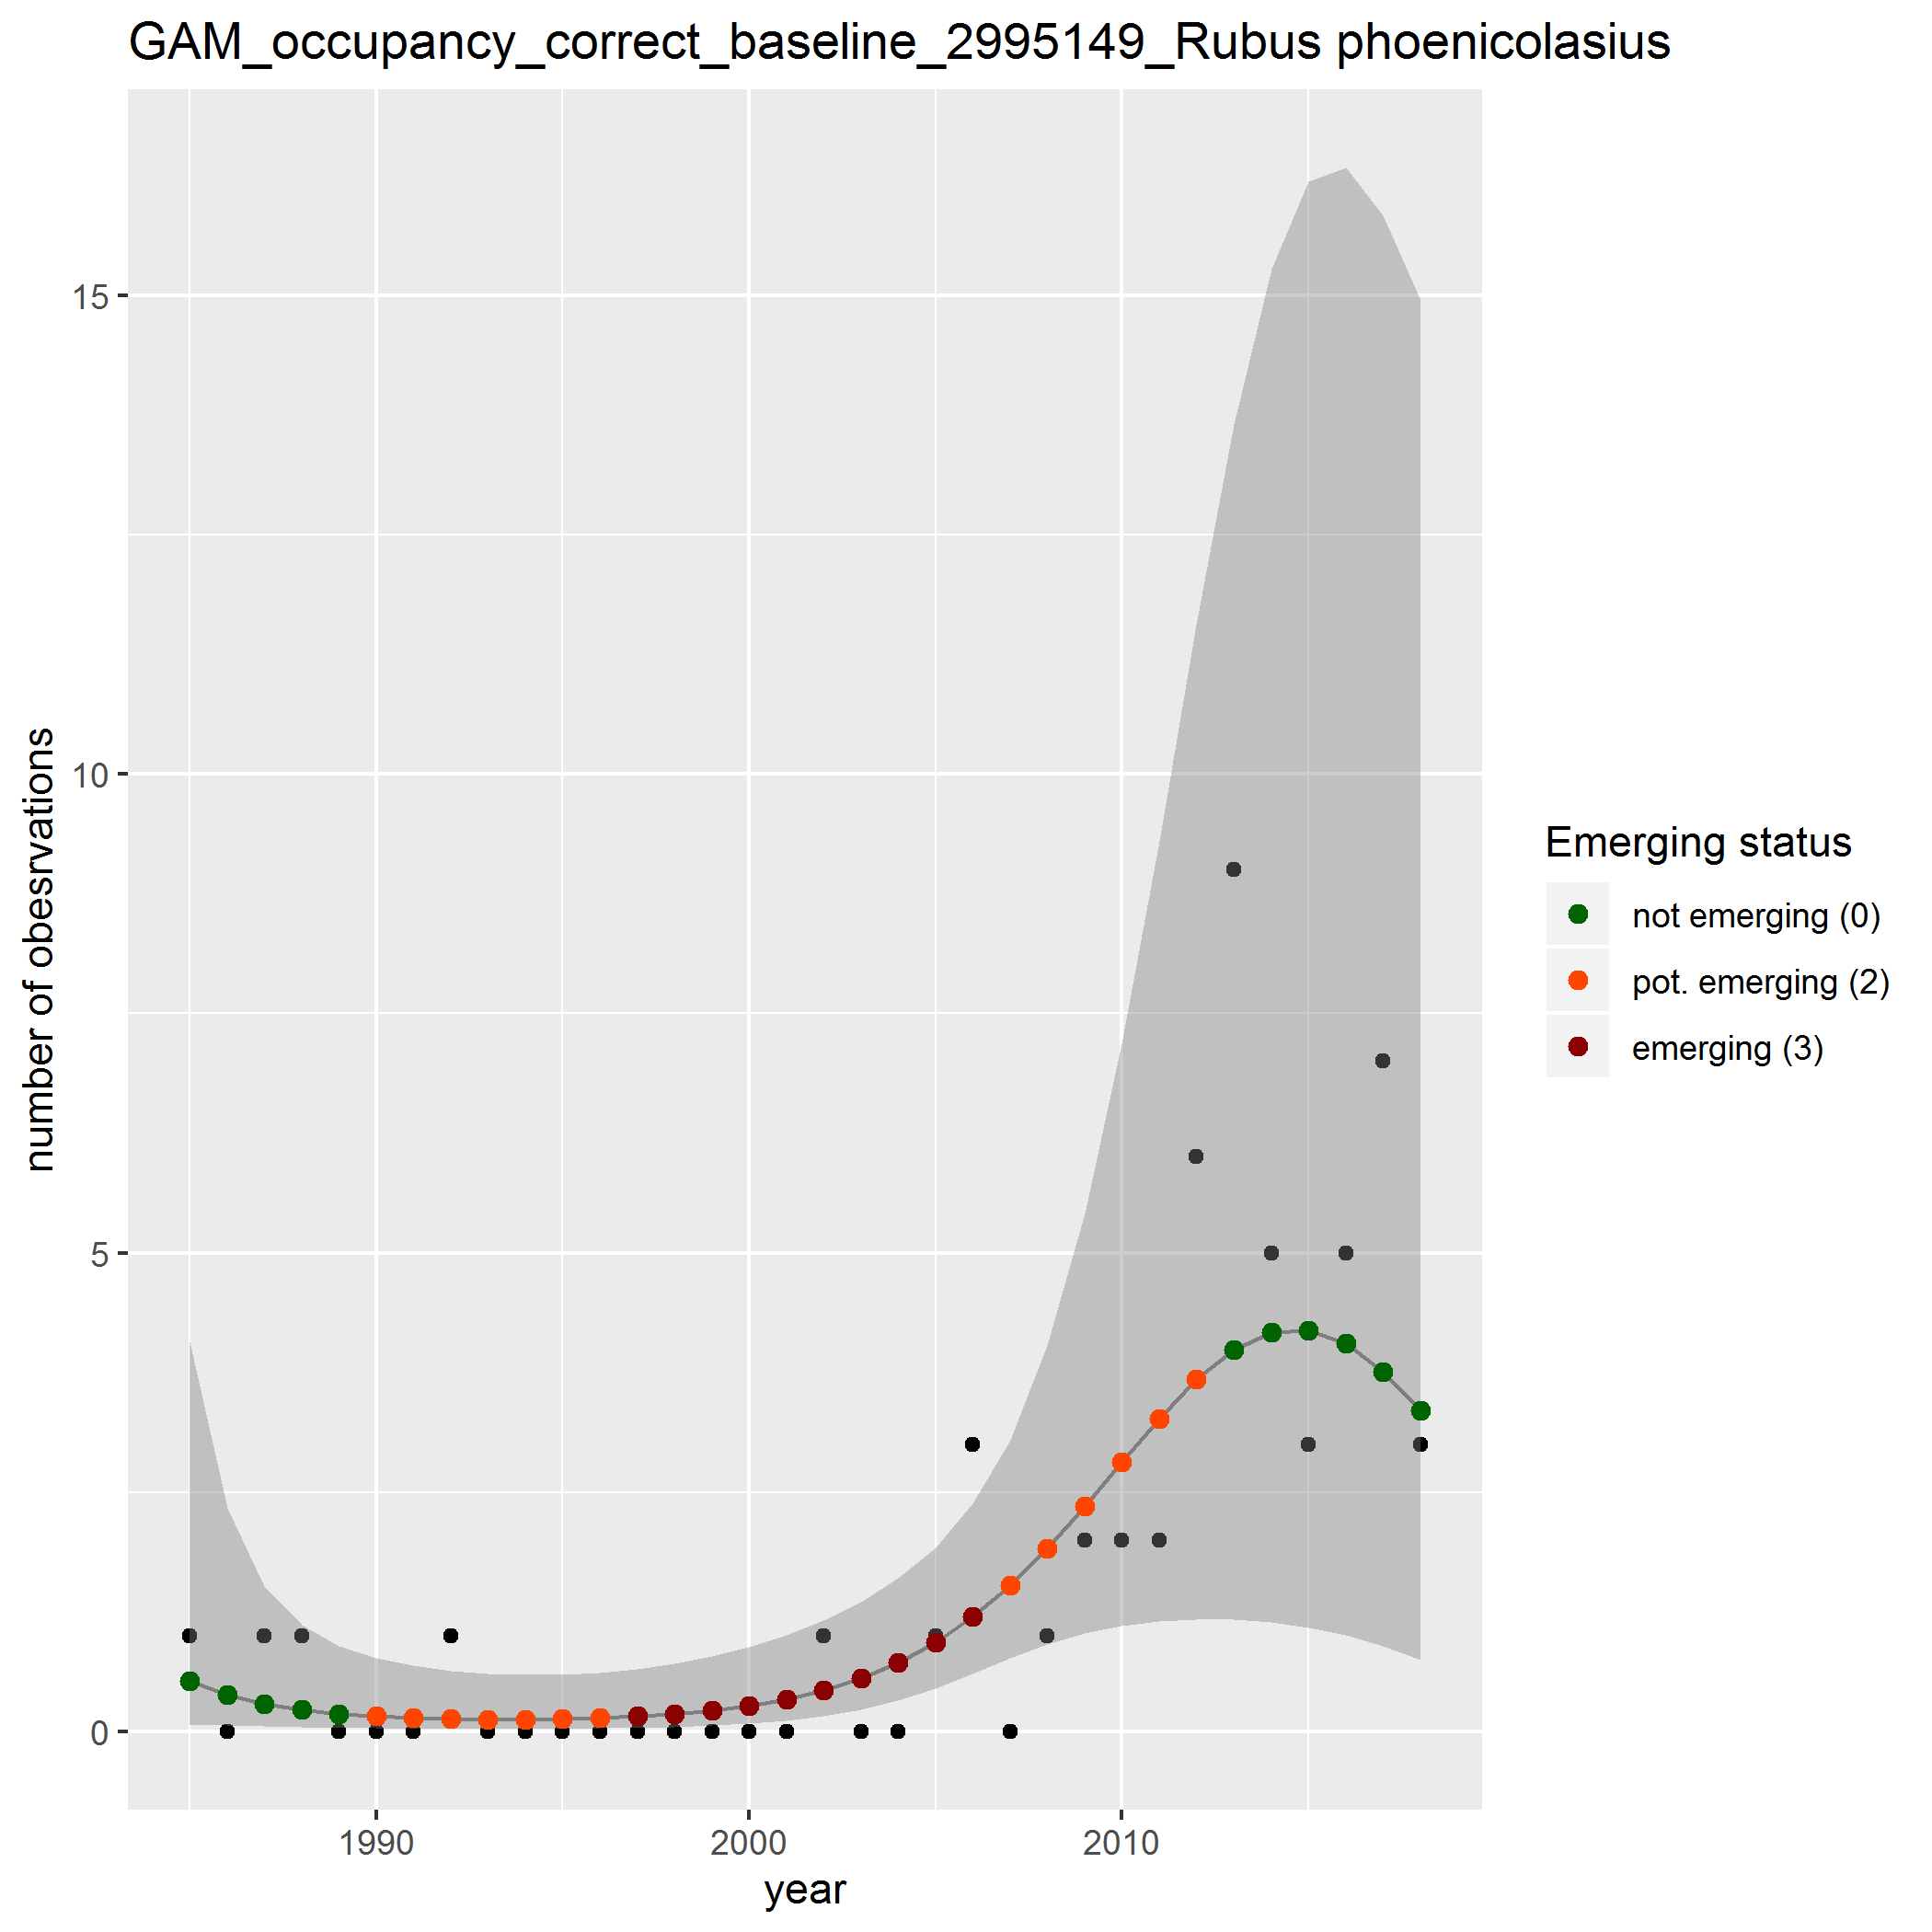 GAM_occupancy_correct_baseline_2995149_Rubus phoenicolasius
15
10
5
0
number of obesrvations
1990
2000
2010
year
Emerging status
not emerging (0)
pot. emerging (2)
emerging (3)